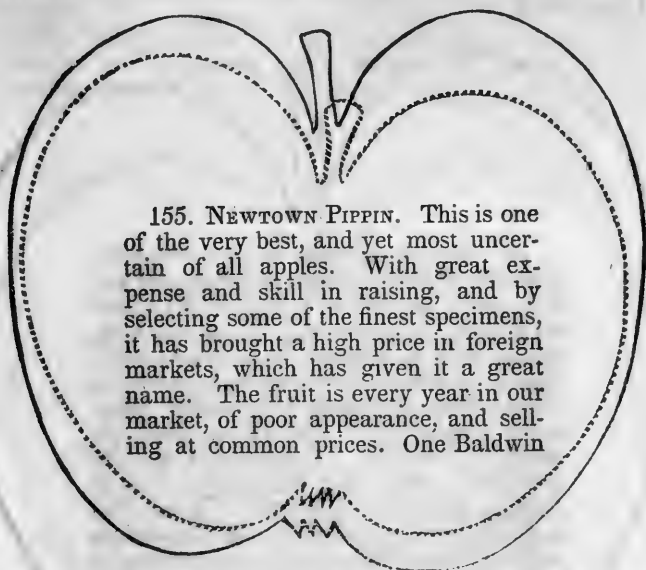 155. NEWTOWN PIPPIN. This is one
of the very best, and yet most uncer-
tain of all apples. With great ex-
pense and skill in raising, and by
selecting some of the finest specimens,
it has brought a high price in foreign
markets, which has given it a great
name. The fruit is every year in our
market, of poor appearance, and sell-
ing at common prices. One Baldwin